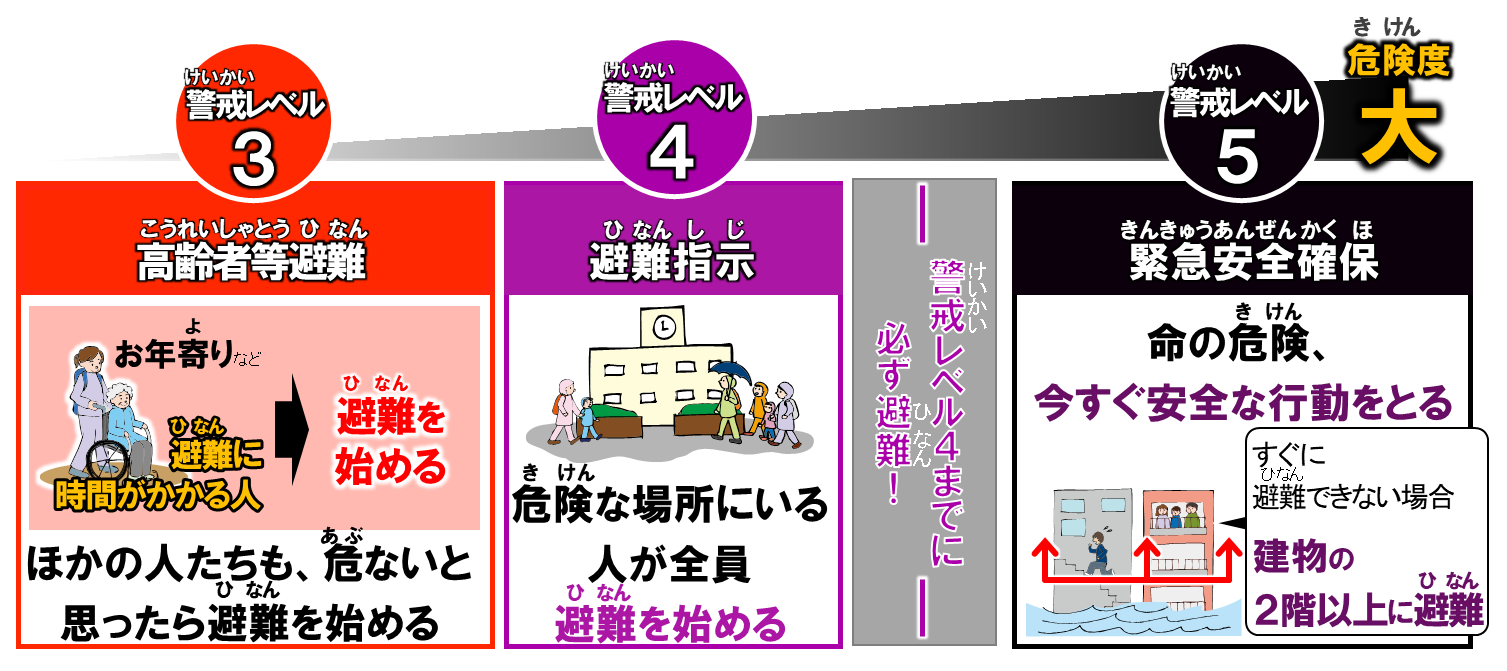 けいかい
警戒レベル
3
こうれいしゃとう ひ なん
高齢者等避難
よ
お年寄りなど
ひ なん
避難に
時間がかかる人
ひ なん
避難を
始める
あぶ
ほかの人たちも、危ないと
ひ なん
思ったら避難を始める
けいかい
警戒レベル
4
ひ なん し じ
避難指示
き けん
危険な場所にいる
人が全員
ひ なん
避難を始める
けいかい
警戒レベル4までに
ひ なん
必ず避難!
けいかい
警戒レベル
5
き けん
危険度
大
きんきゅうあんぜんかく ほ
緊急安全確保
き けん
命の危険、
今すぐ安全な行動をとる
すぐに
ひなん
避難できない場合
建物の
ひ なん
2階以上に避難